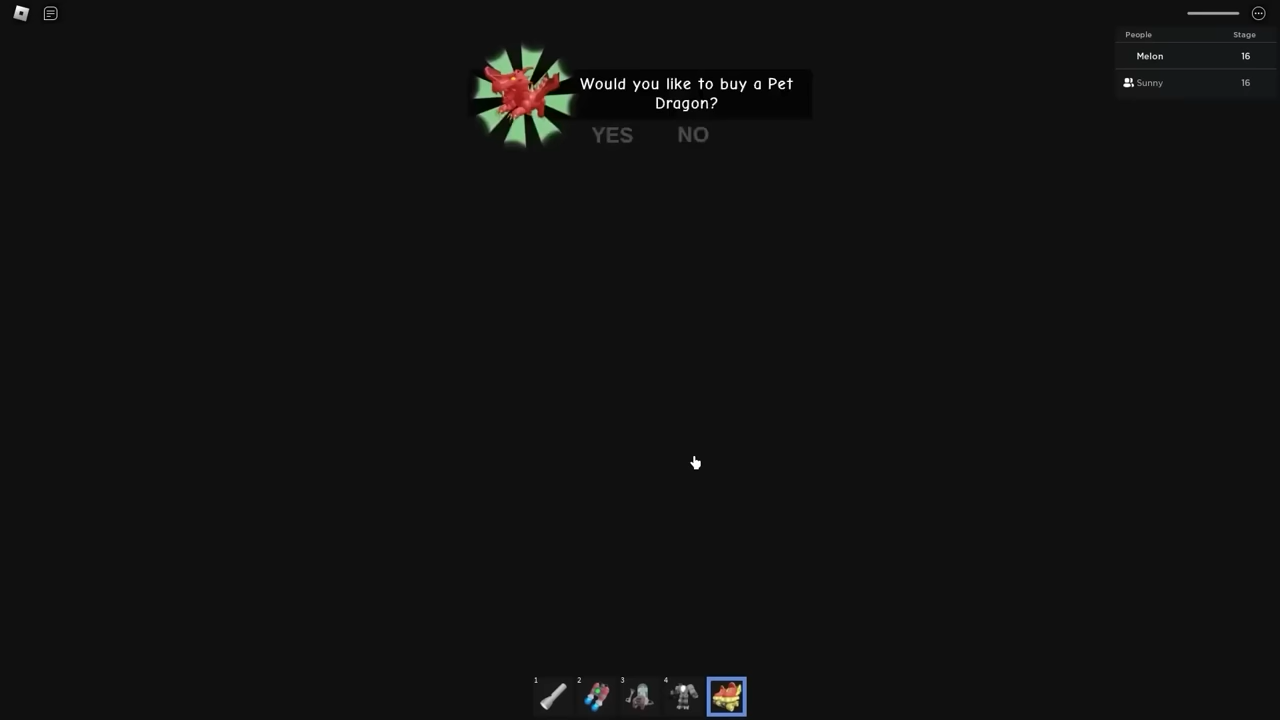 People Stage
Melon 16
Sunny 16
Would you like to buy a Pet
Dragon?
YES NO
1 2 3 4